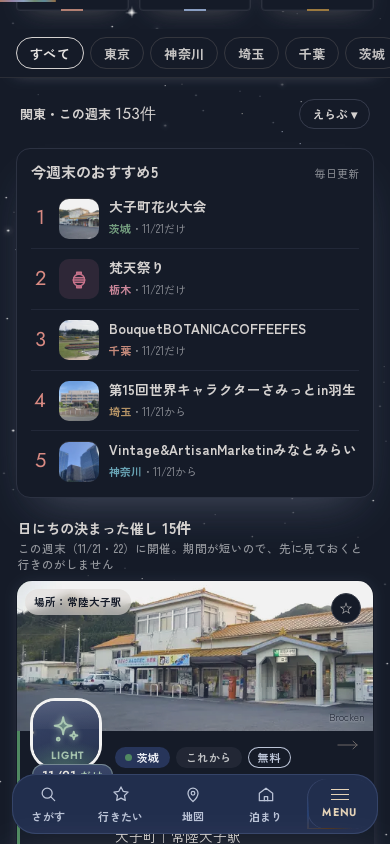 すべて
東京
神奈川
埼玉
千葉
茨城
関東・この週末 153件
えらぶ ▾
今週末のおすすめ5
毎日更新
1
大子町花火大会
茨城・11/21だけ
2
梵天祭り
栃木・11/21だけ
3
BouquetBOTANICACOFFEEFES
千葉・11/21だけ
4
第15回世界キャラクターさみっとin羽生
埼玉・11/21から
5
Vintage&ArtisanMarketinみなとみらい
神奈川・11/21から
日にちの決まった催し 15件
この週末（11/21・22）に開催。期間が短いので、先に見ておくと
行きのがしません
場所：常陸大子駅
☆
Brocken
→
LIGHT
茨城
これから
無料
さがす
行きたい
地図
泊まり
MENU
大子町｜常陸大子駅